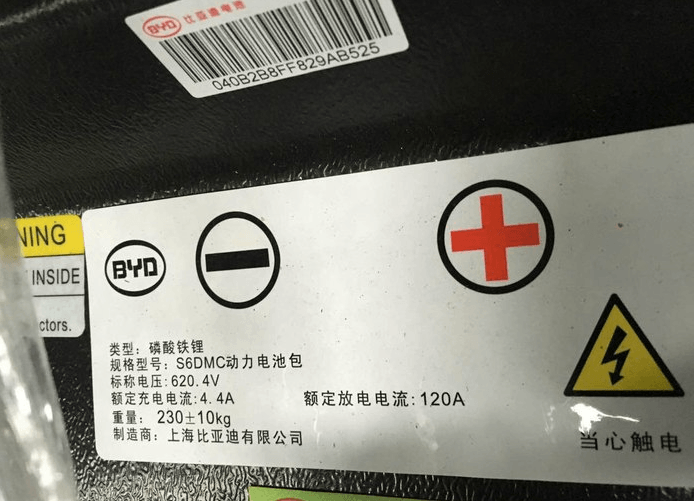 BYD 比亚迪电池
040B2B8FF829AB525
NING
INSIDE
ctors.
BYD
类型: 磷酸铁锂
规格型号: S6DMC动力电池包
标称电压:620.4V
额定充电电流:4.4A 额定放电电流:120A
重量: 230±10kg
制造商: 上海比亚迪有限公司
当心触电